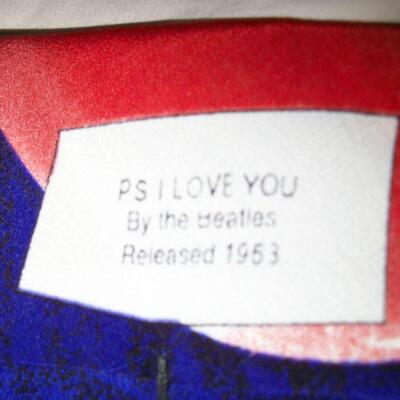 PS I LOVE YOU
By the Beatles
Released 1963